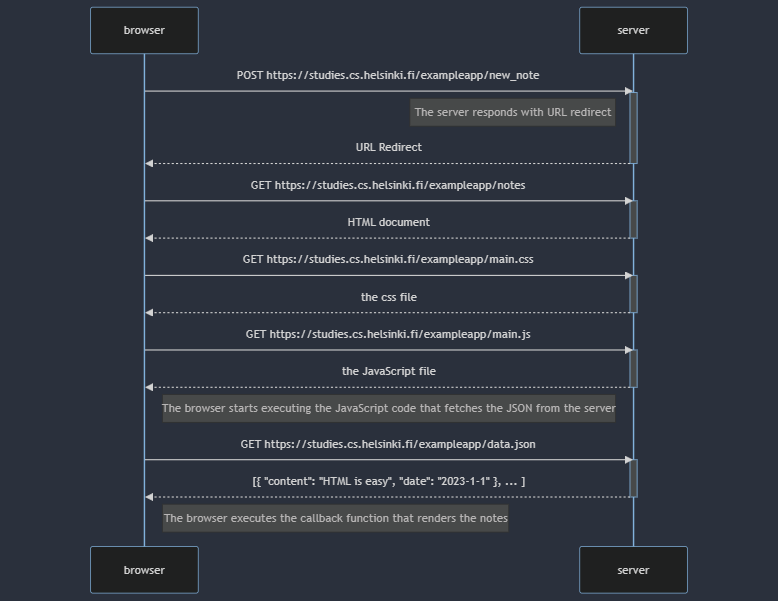 browser
server
POST https://studies.cs.helsinki.fi/exampleapp/new_note
The server responds with URL redirect
URL Redirect
GET https://studies.cs.helsinki.fi/exampleapp/notes
HTML document
GET https://studies.cs.helsinki.fi/exampleapp/main.css
the css file
GET https://studies.cs.helsinki.fi/exampleapp/main.js
the JavaScript file
The browser starts executing the JavaScript code that fetches the JSON from the server
GET https://studies.cs.helsinki.fi/exampleapp/data.json
[{ "content": "HTML is easy", "date": "2023-1-1" }, ... ]
The browser executes the callback function that renders the notes
browser
server